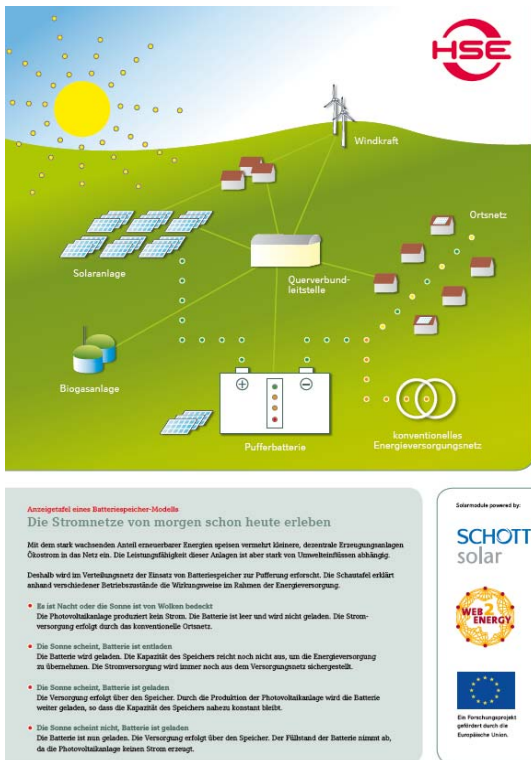 HSE
Windkraft
Ortsnetz
Solaranlage
Querverbund-
leitstelle
Biogasanlage
Pufferbatterie
konventionelles
Energieversorgungsnetz
Anzeigetafel eines Batteriespeicher-Modells
Die Stromnetze von morgen schon heute erleben
Mit dem stark wachsenden Anteil erneuerbarer Energien speisen vermehrt kleinere, dezentrale Erzeugungsanlagen
Ökostrom in das Netz ein. Die Leistungsfähigkeit dieser Anlagen ist aber stark von Umwelteinflüssen abhängig.
Deshalb wird im Verteilungsnetz der Einsatz von Batteriespeicher zur Pufferung erforscht. Die Schautafel erklärt
anhand verschiedener Betriebszustände die Wirkungsweise im Rahmen der Energieversorgung.
• Es ist Nacht oder die Sonne ist von Wolken bedeckt
Die Photovoltaikanlage produziert kein Strom. Die Batterie ist leer und wird nicht geladen. Die Strom-
versorgung erfolgt durch das konventionelle Ortsnetz.
• Die Sonne scheint, Batterie ist entladen
Die Batterie wird geladen. Die Kapazität des Speichers reicht noch nicht aus, um die Energieversorgung
zu übernehmen. Die Stromversorgung wird immer noch aus dem Versorgungsnetz sichergestellt.
• Die Sonne scheint, Batterie ist geladen
Die Versorgung erfolgt über den Speicher. Durch die Produktion der Photovoltaikanlage wird die Batterie
weiter geladen, so dass die Kapazität des Speichers nahezu konstant bleibt.
• Die Sonne scheint nicht, Batterie ist geladen
Die Batterie ist nun geladen. Die Versorgung erfolgt über den Speicher. Der Füllstand der Batterie nimmt ab,
da die Photovoltaikanlage keinen Strom erzeugt.
Solarmodule powered by:
SCHOTT
solar
WEB2
ENERGY
Ein Forschungsprojekt
gefördert durch die
Europäische Union.